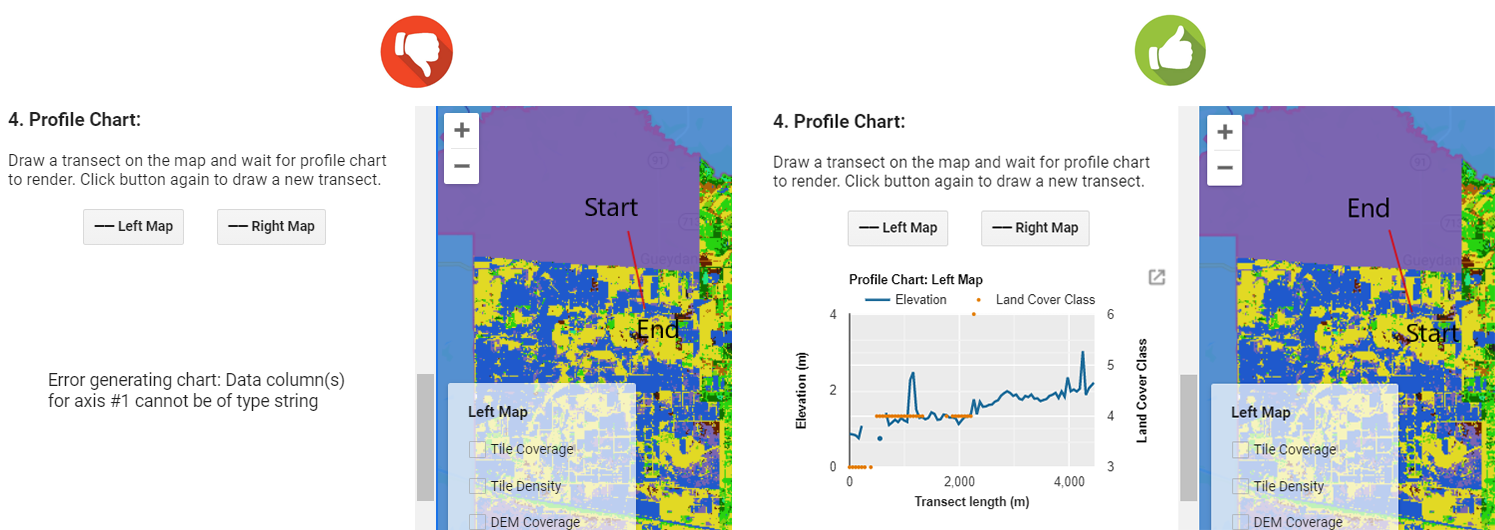 4. Profile Chart:
Draw a transect on the map and wait for profile chart
to render. Click button again to draw a new transect.
Left Map
Right Map
Error generating chart: Data column(s)
for axis #1 cannot be of type string
+
−
91
Start
Gueydan
End
Left Map
Tile Coverage
Tile Density
DEM Coverage
4. Profile Chart:
Draw a transect on the map and wait for profile chart
to render. Click button again to draw a new transect.
Left Map
Right Map
Profile Chart: Left Map
Elevation
Land Cover Class
4
2
0
Elevation (m)
6
5
4
3
Land Cover Class
0
2,000
4,000
Transect length (m)
+
−
91
End
71
Gueydan
Start
Left Map
Tile Coverage
Tile Density
DEM Coverage